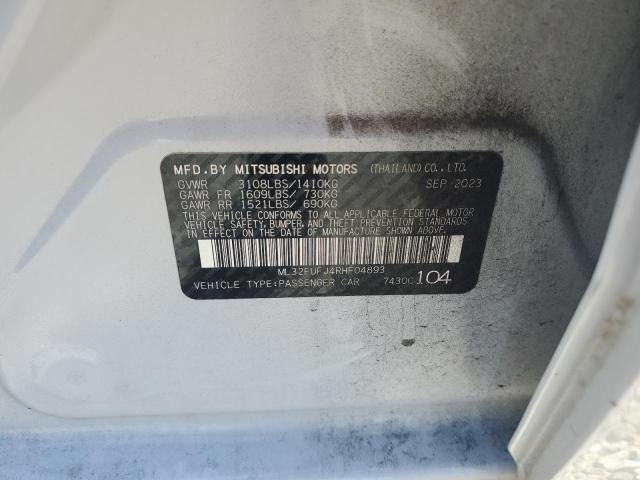 MFD.BY MITSUBISHI MOTORS (THAILAND) CO., LTD.
GVWR 3108LBS/1410KG SEP 2023
GAWR FR 1609LBS/ 730KG
GAWR RR 1521LBS/ 690KG
THIS VEHICLE CONFORMS TO ALL APPLICABLE FEDERAL MOTOR
VEHICLE SAFETY, BUMPER, AND THEFT PREVENTION STANDARDS
IN EFFECT ON THE DATE OF MANUFACTURE SHOWN ABOVE.
ML32FUFJ4RHF04893
VEHICLE TYPE:PASSENGER CAR 7430C 104